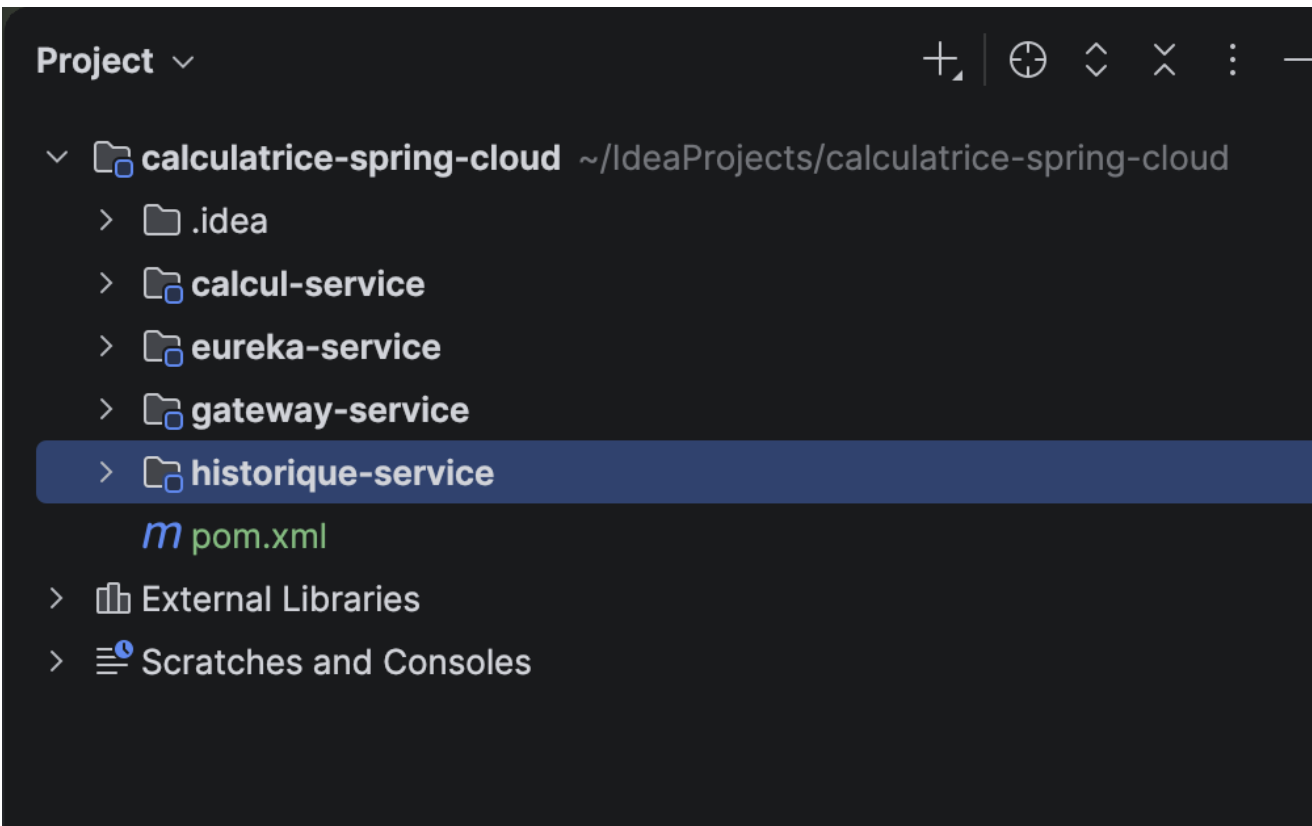 Project
calculatrice-spring-cloud ~/IdeaProjects/calculatrice-spring-cloud
.idea
calcul-service
eureka-service
gateway-service
historique-service
m pom.xml
External Libraries
Scratches and Consoles